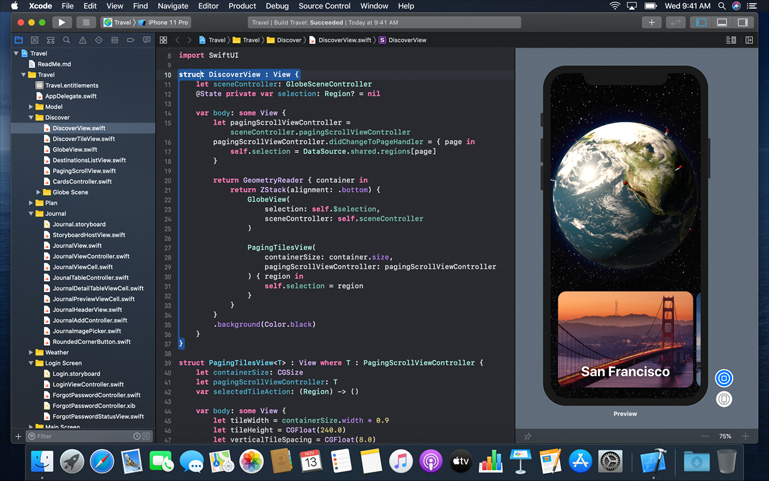 Xcode File Edit View Find Navigate Editor Product Debug Source Control Window Help Wed 9:41 AM
Travel iPhone 11 Pro Travel | Build Travel: Succeeded | Today at 9:41 AM
Travel Travel Discover DiscoverView.swift S DiscoverView
Travel
ReadMe.md
Travel
Travel.entitlements
AppDelegate.swift
Model
Discover
DiscoverView.swift
DiscoverTileView.swift
GlobeView.swift
DestinationsListView.swift
PagingScrollView.swift
CardsController.swift
Globe Scene
Plan
Journal
Journal.storyboard
StoryboardHostView.swift
JournalView.swift
JournalViewController.swift
JournalViewCell.swift
JounalTableController.swift
JournalDetailTableViewCell.swift
JournalPreviewViewCell.swift
JournalHeaderView.swift
JournalAddController.swift
JournalImagePicker.swift
RoundedCornerButton.swift
Weather
Login Screen
Login.storyboard
LoginViewController.swift
ForgotPasswordController.swift
ForgotPasswordController.xib
ForgotPasswordStatusView.swift
Main Screen
Filter
8 import SwiftUI
9
10 struct DiscoverView : View {
11 let sceneController: GlobeSceneController
12 @State private var selection: Region? = nil
13
14 var body: some View {
15 let pagingScrollViewController =
sceneController.pagingScrollViewController
16 pagingScrollViewController.didChangeToPageHandler = { page in
17 self.selection = DataSource.shared.regions[page]
18 }
19
20 return GeometryReader { container in
21 return ZStack(alignment: .bottom) {
22 GlobeView(
23 selection: self.$selection,
24 sceneController: self.sceneController
25 )
26
27 PagingTilesView(
28 containerSize: container.size,
29 pagingScrollViewController: pagingScrollViewController
30 ) { region in
31 self.selection = region
32 }
33 }
34 }
35 .background(Color.black)
36 }
37 }
38
39 struct PagingTilesView<T> : View where T : PagingScrollViewController {
40 let containerSize: CGSize
41 let pagingScrollViewController: T
42 var selectedTileAction: (Region) -> ()
43
44 var body: some View {
45 let tileWidth = containerSize.width * 0.9
46 let tileHeight = CGFloat(240.0)
47 let verticalTileSpacing = CGFloat(8.0)
San Francisco
Preview
75%
NOV
13
tv